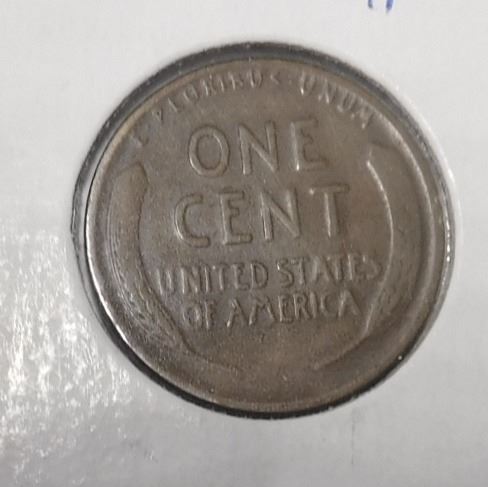 E PLURIBUS UNUM
ONE
CENT
UNITED STATES
OF AMERICA